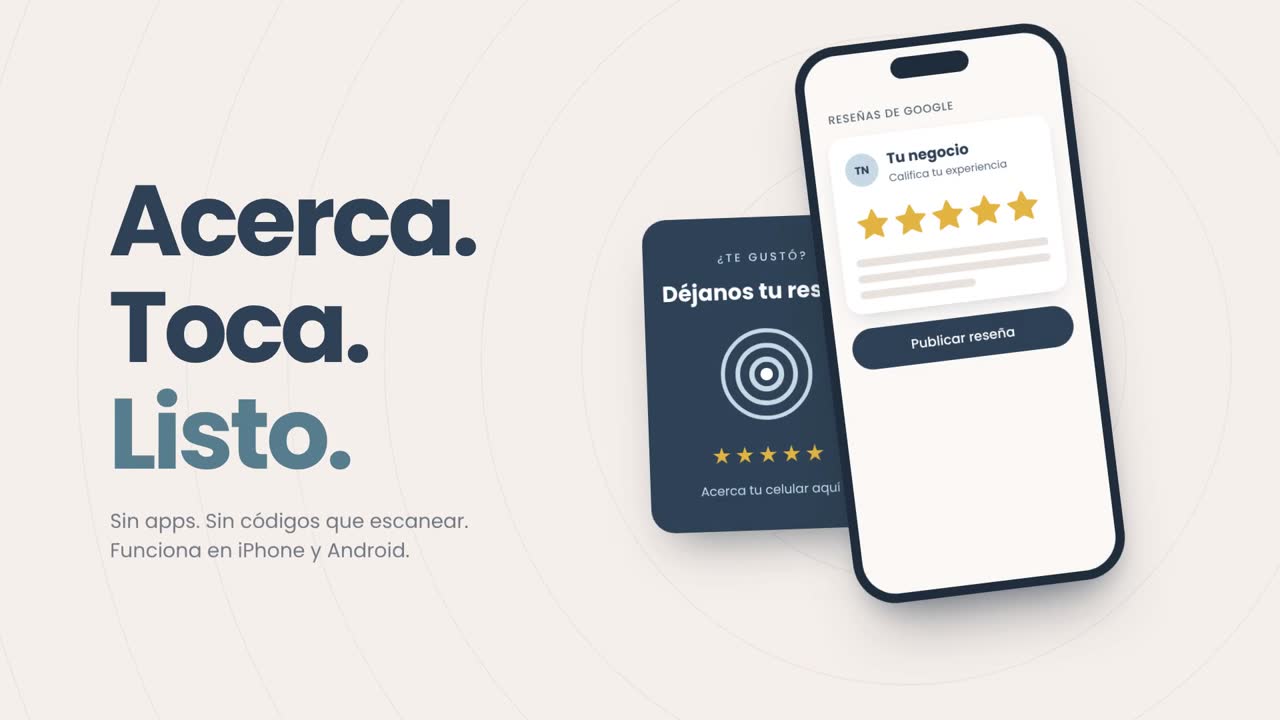 Acerca.
Toca.
Listo.
Sin apps. Sin códigos que escanear.
Funciona en iPhone y Android.
¿TE GUSTÓ?
Déjanos tu
Acerca tu celular aquí
RESEÑAS DE GOOGLE
TN
Tu negocio
Califica tu experiencia
Publicar reseña